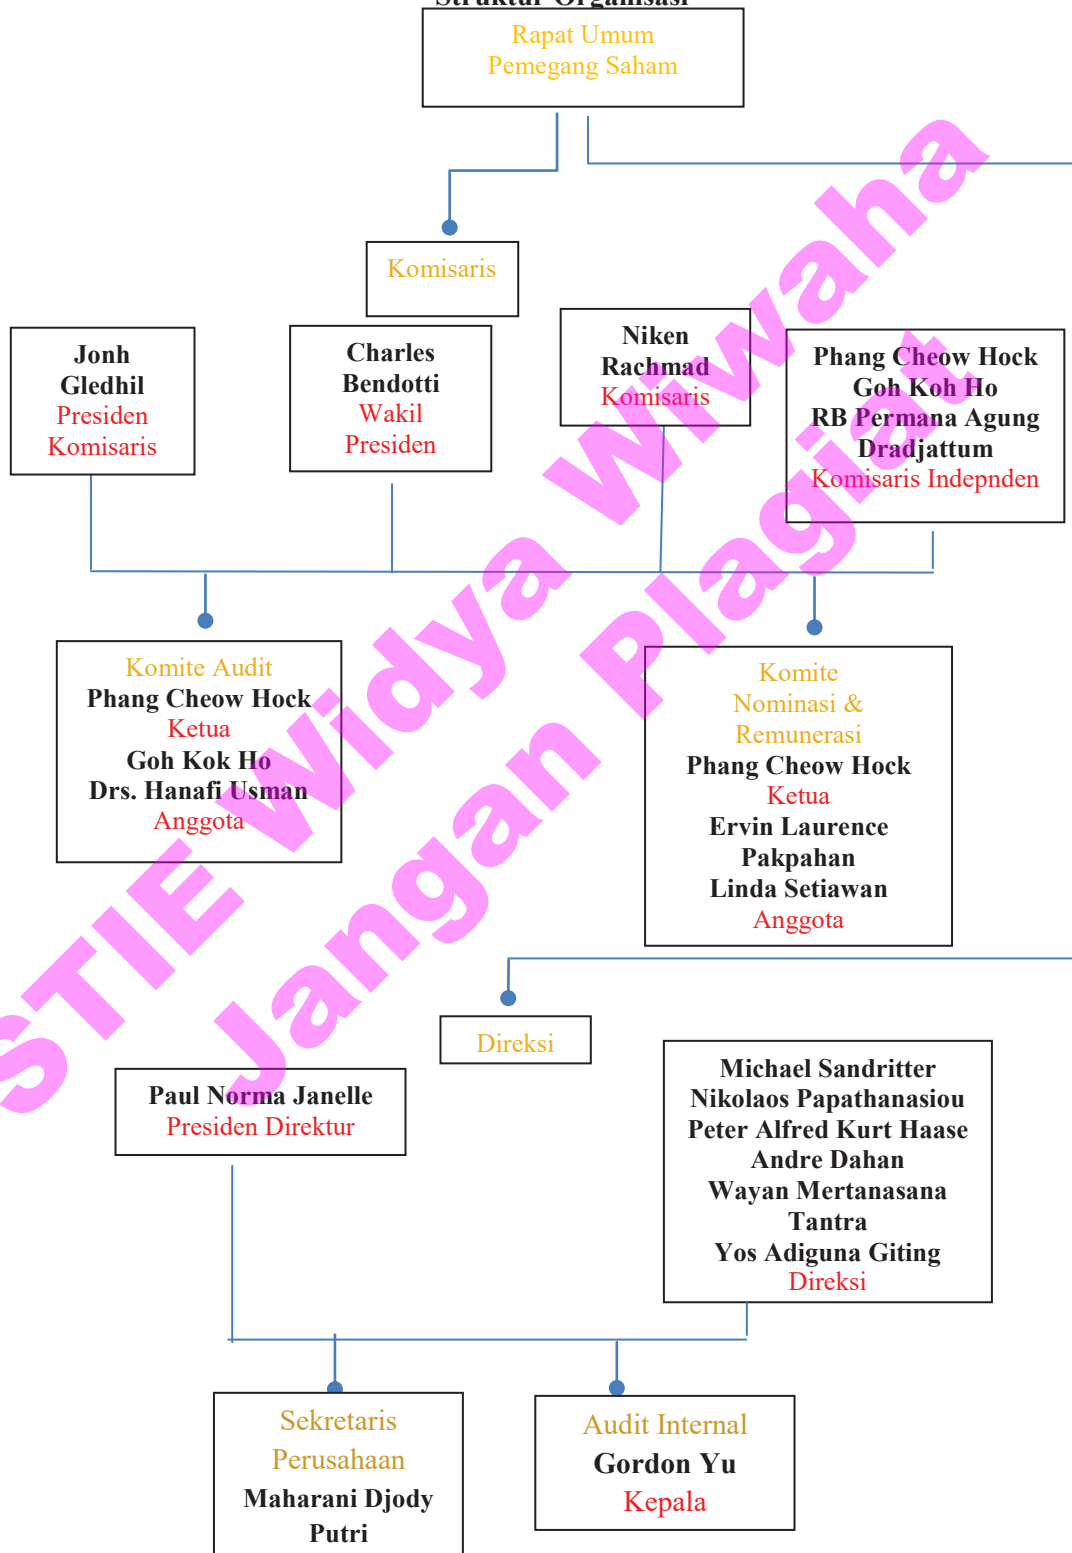 Struktur Organisasi
Rapat Umum
Pemegang Saham
Komisaris
Jonh
Gledhil
Presiden
Komisaris
Charles
Bendotti
Wakil
Presiden
Niken
Rachmad
Komisaris
Phang Cheow Hock
Goh Koh Ho
RB Permana Agung
Dradjattum
Komisaris Indepnden
Komite Audit
Phang Cheow Hock
Ketua
Goh Kok Ho
Drs. Hanafi Usman
Anggota
Komite
Nominasi &
Remunerasi
Phang Cheow Hock
Ketua
Ervin Laurence
Pakpahan
Linda Setiawan
Anggota
Direksi
Paul Norma Janelle
Presiden Direktur
Michael Sandritter
Nikolaos Papathanasiou
Peter Alfred Kurt Haase
Andre Dahan
Wayan Mertanasana
Tantra
Yos Adiguna Giting
Direksi
Sekretaris
Perusahaan
Maharani Djody
Putri
Audit Internal
Gordon Yu
Kepala
STIE Widya Wiwaha
Jangan Plagiat